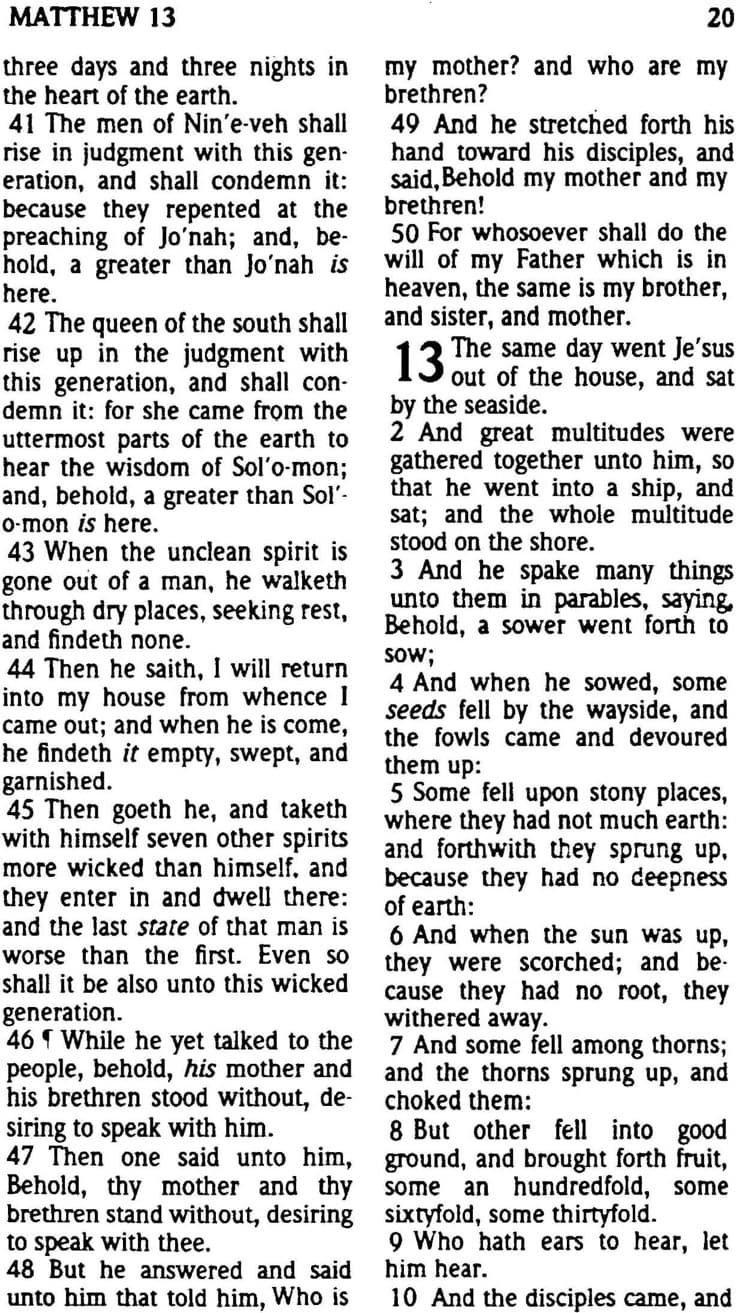 MATTHEW 13 20
three days and three nights in
the heart of the earth.
41 The men of Nin'e-veh shall
rise in judgment with this gen-
eration, and shall condemn it:
because they repented at the
preaching of Jo'nah; and, be-
hold, a greater than Jo'nah is
here.
42 The queen of the south shall
rise up in the judgment with
this generation, and shall con-
demn it: for she came from the
uttermost parts of the earth to
hear the wisdom of Sol'o-mon;
and, behold, a greater than Sol'-
o-mon is here.
43 When the unclean spirit is
gone out of a man, he walketh
through dry places, seeking rest,
and findeth none.
44 Then he saith, I will return
into my house from whence I
came out; and when he is come,
he findeth it empty, swept, and
garnished.
45 Then goeth he, and taketh
with himself seven other spirits
more wicked than himself, and
they enter in and dwell there:
and the last state of that man is
worse than the first. Even so
shall it be also unto this wicked
generation.
46 ¶ While he yet talked to the
people, behold, his mother and
his brethren stood without, de-
siring to speak with him.
47 Then one said unto him,
Behold, thy mother and thy
brethren stand without, desiring
to speak with thee.
48 But he answered and said
unto him that told him, Who is
my mother? and who are my
brethren?
49 And he stretched forth his
hand toward his disciples, and
said, Behold my mother and my
brethren!
50 For whosoever shall do the
will of my Father which is in
heaven, the same is my brother,
and sister, and mother.
13 The same day went Je'sus
out of the house, and sat
by the seaside.
2 And great multitudes were
gathered together unto him, so
that he went into a ship, and
sat; and the whole multitude
stood on the shore.
3 And he spake many things
unto them in parables, saying,
Behold, a sower went forth to
sow;
4 And when he sowed, some
seeds fell by the wayside, and
the fowls came and devoured
them up:
5 Some fell upon stony places,
where they had not much earth:
and forthwith they sprung up,
because they had no deepness
of earth:
6 And when the sun was up,
they were scorched; and be-
cause they had no root, they
withered away.
7 And some fell among thorns;
and the thorns sprung up, and
choked them:
8 But other fell into good
ground, and brought forth fruit,
some an hundredfold, some
sixtyfold, some thirtyfold.
9 Who hath ears to hear, let
him hear.
10 And the disciples came, and